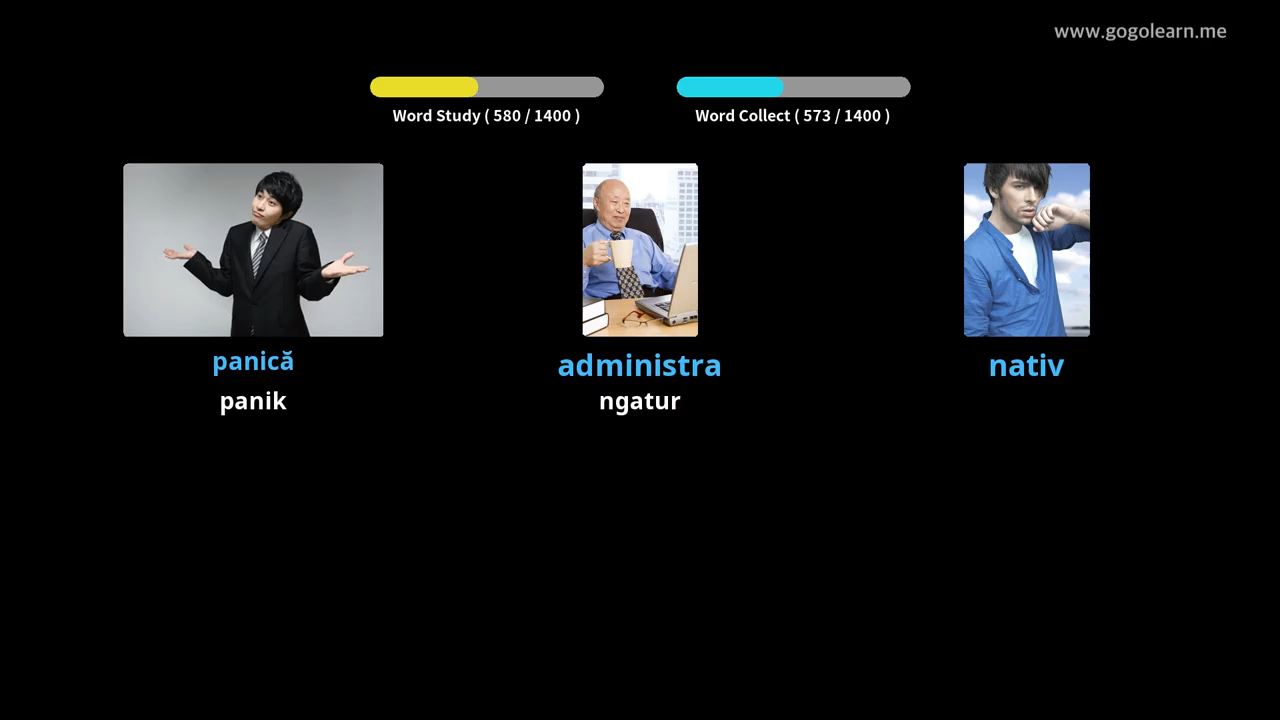 www.gogolearn.me
Word Study ( 580 / 1400 )
Word Collect ( 573 / 1400 )
panică
panik
administra
ngatur
nativ